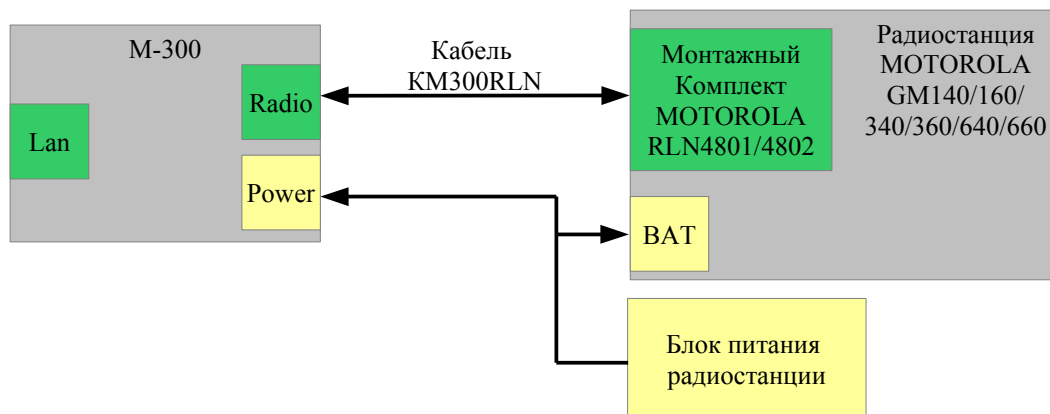 М-300
Lan
Radio
Power
Кабель
КМ300RLN
Монтажный
Комплект
MOTOROLA
RLN4801/4802
Радиостанция
MOTOROLA
GM140/160/
340/360/640/660
BAT
Блок питания
радиостанции